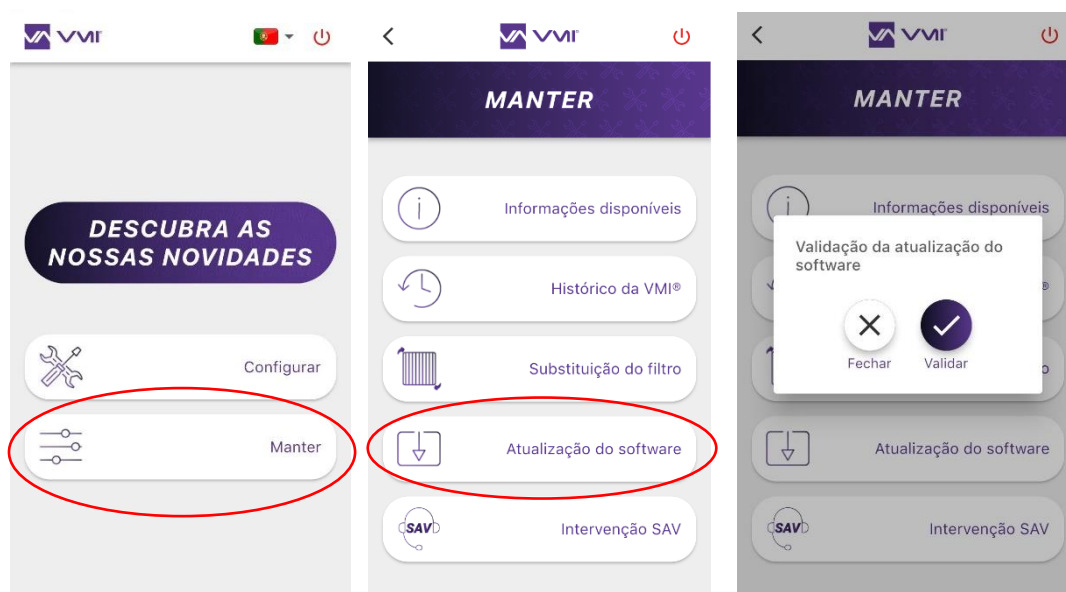 VMI
DESCUBRA AS
NOSSAS NOVIDADES
Configurar
Manter
VMI
MANTER
Informações disponíveis
Histórico da VMI®
Substituição do filtro
Atualização do software
SAV
Intervenção SAV
VMI
MANTER
Informações disponíveis
Validação da atualização do
software
®
Fechar
Validar
o
Atualização do software
SAV
Intervenção SAV